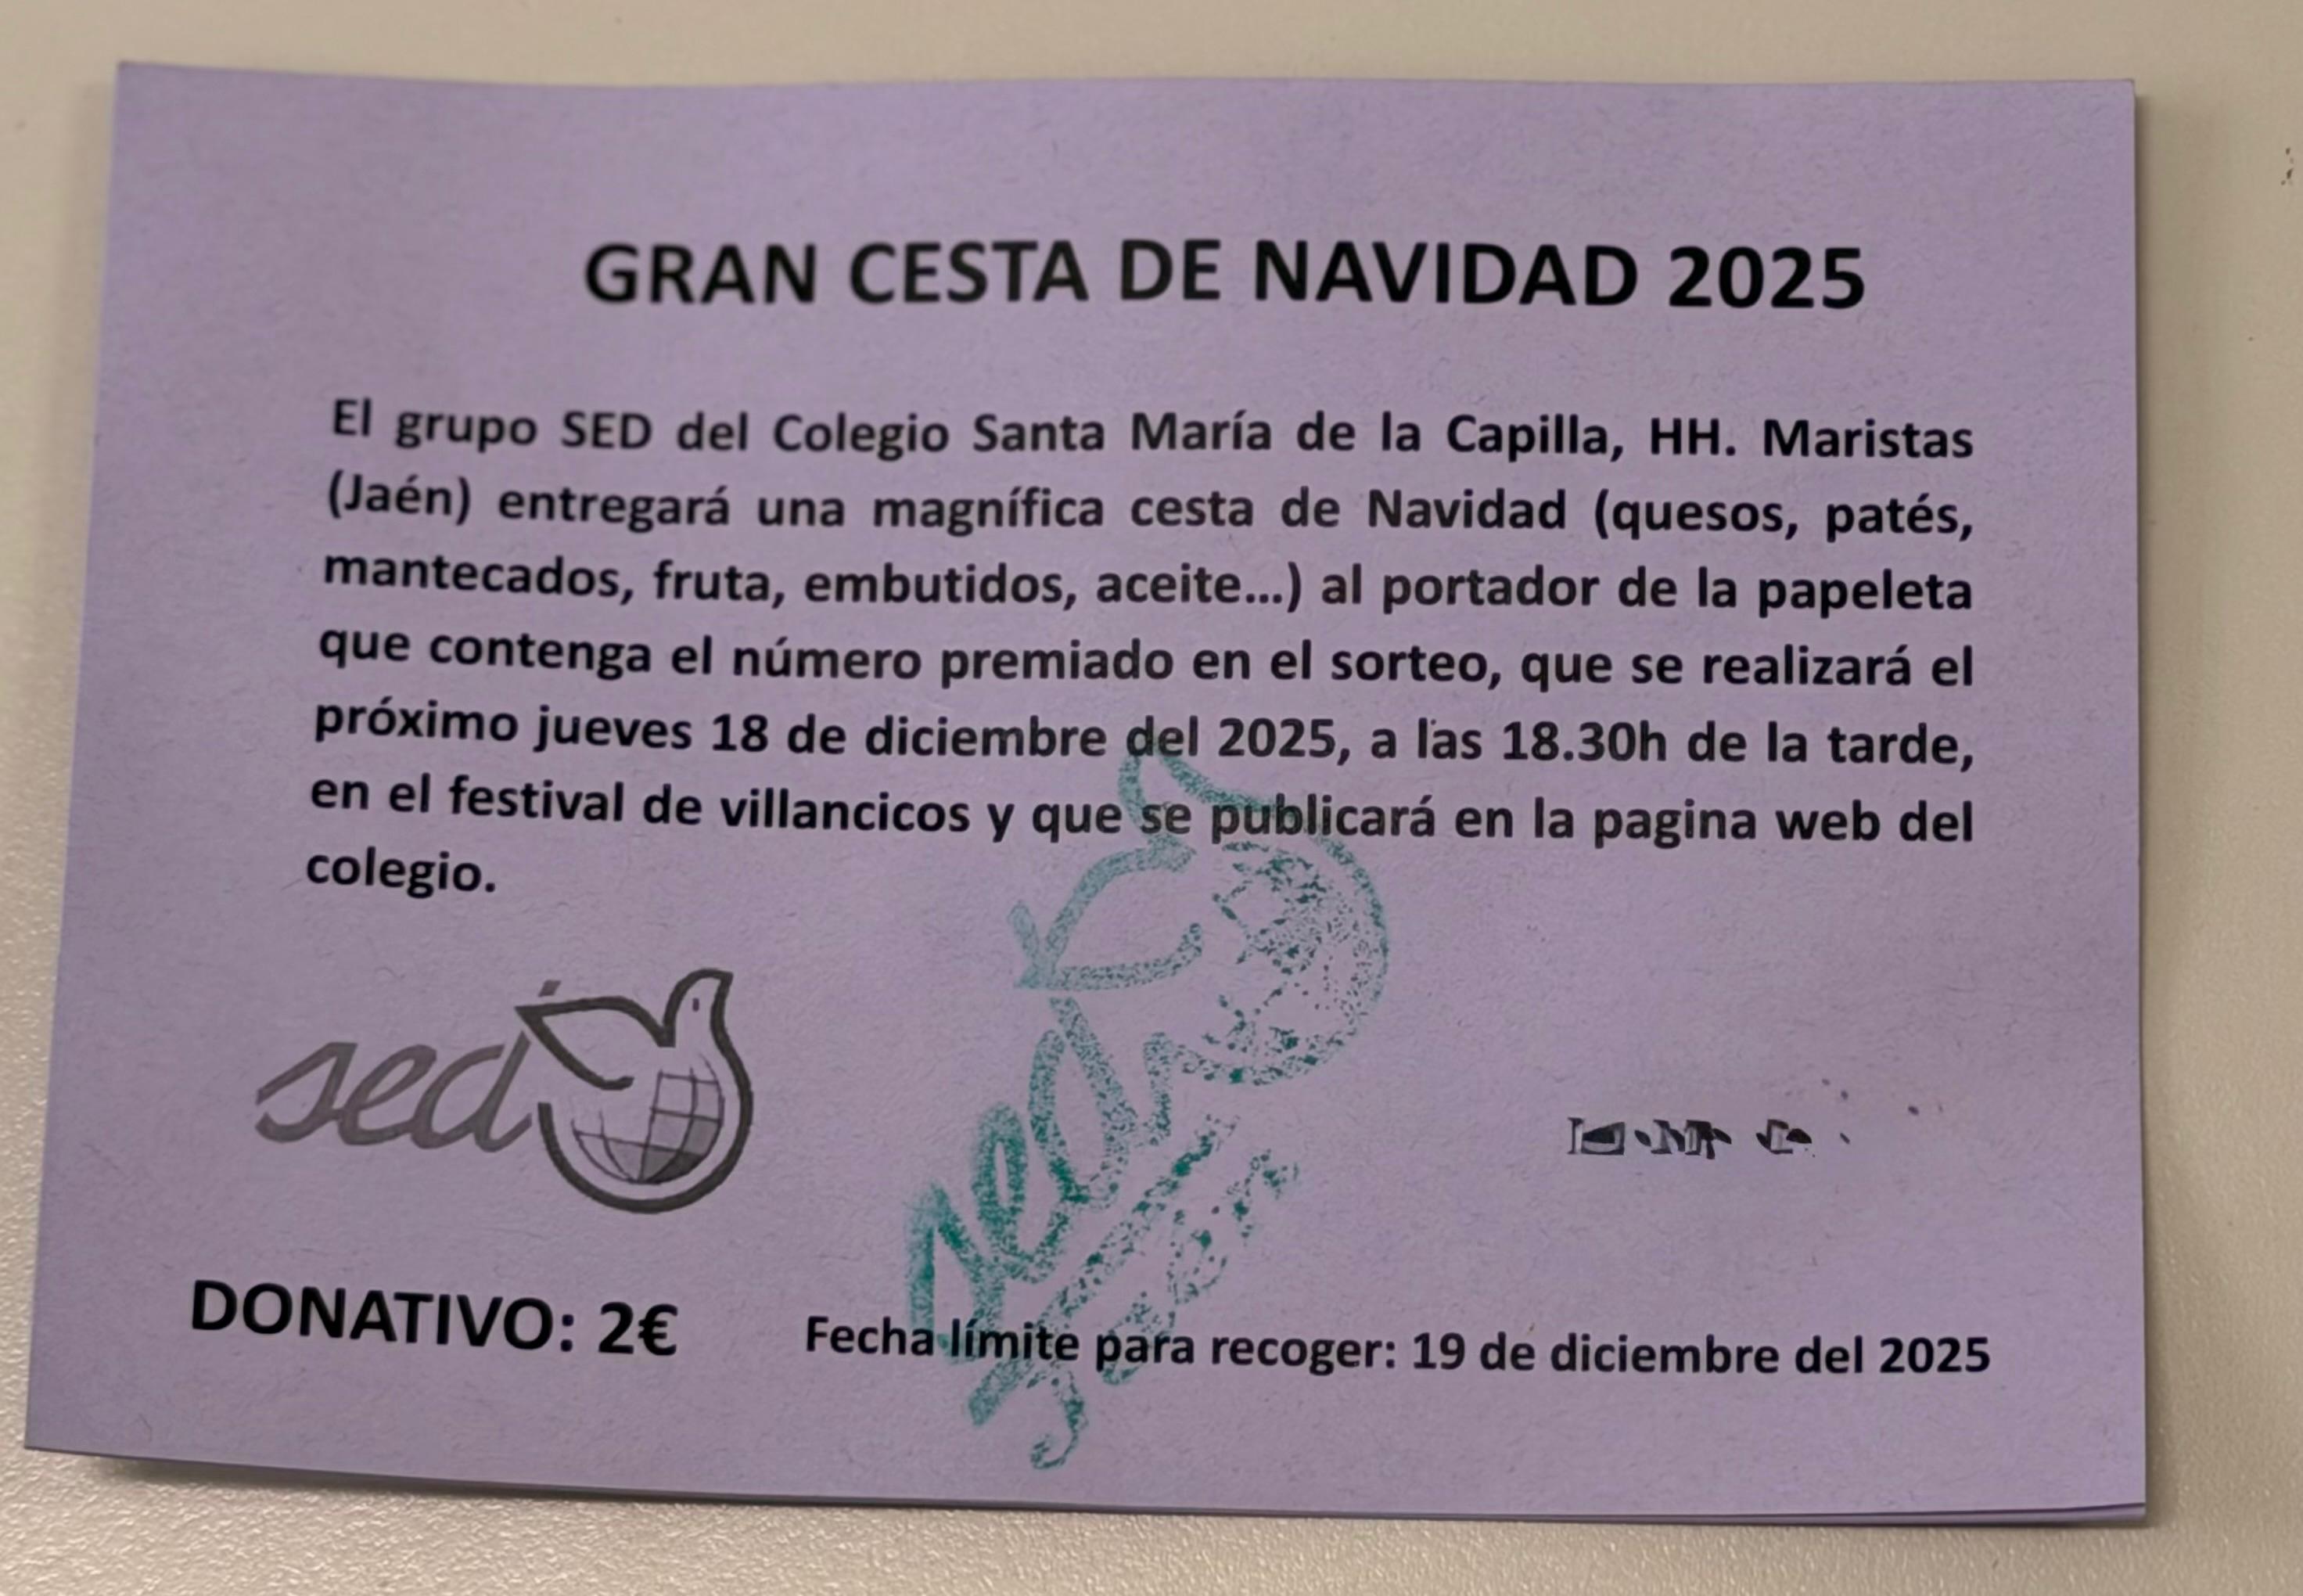 GRAN CESTA DE NAVIDAD 2025
El grupo SED del Colegio Santa María de la Capilla, HH. Maristas
(Jaén) entregará una magnífica cesta de Navidad (quesos, patés,
mantecados, fruta, embutidos, aceite...) al portador de la papeleta
que contenga el número premiado en el sorteo, que se realizará el
próximo jueves 18 de diciembre del 2025, a las 18.30h de la tarde,
en el festival de villancicos y que se publicará en la pagina web del
colegio.
sed
sed
Jaén
DONATIVO: 2€
Fecha límite para recoger: 19 de diciembre del 2025